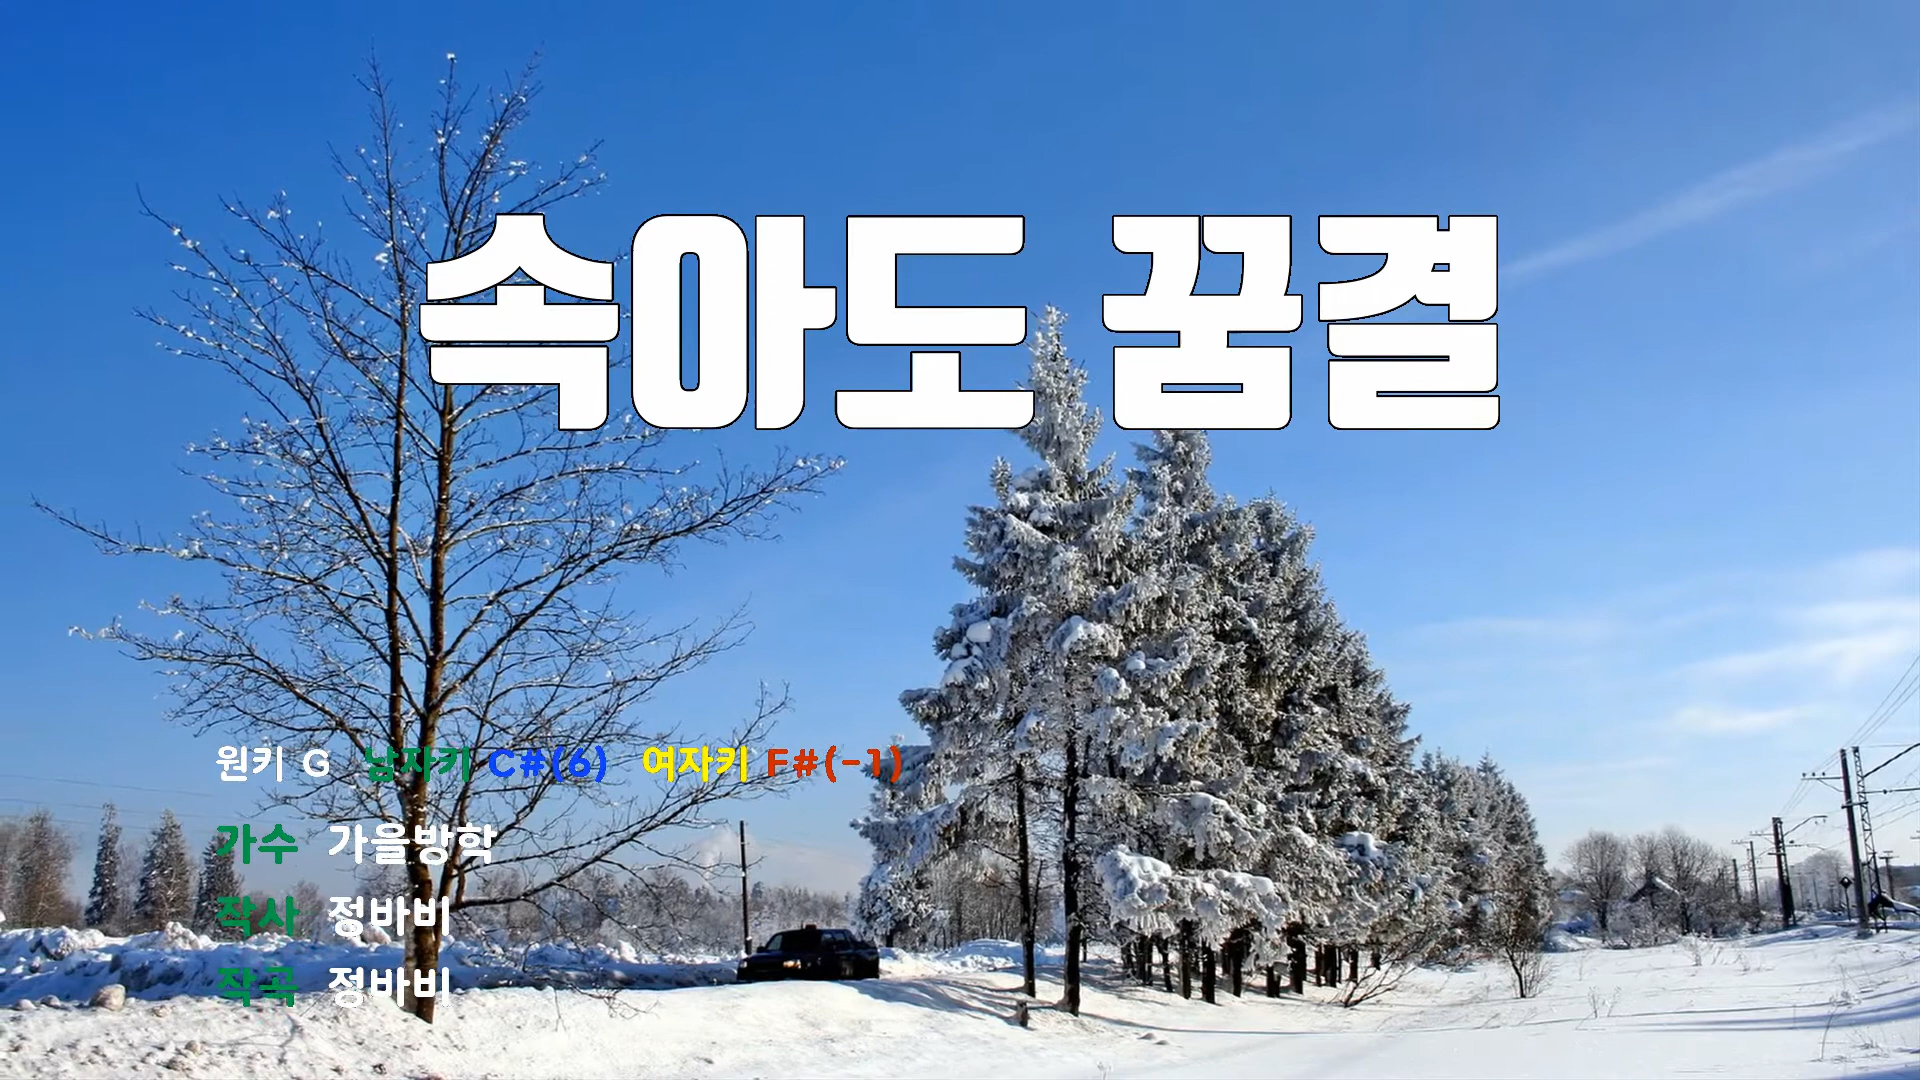 속아도 꿈결
원키 G 남자키 C#(6) 여자키 F#(-1)
가수 가을방학
작사 정바비
작곡 정바비